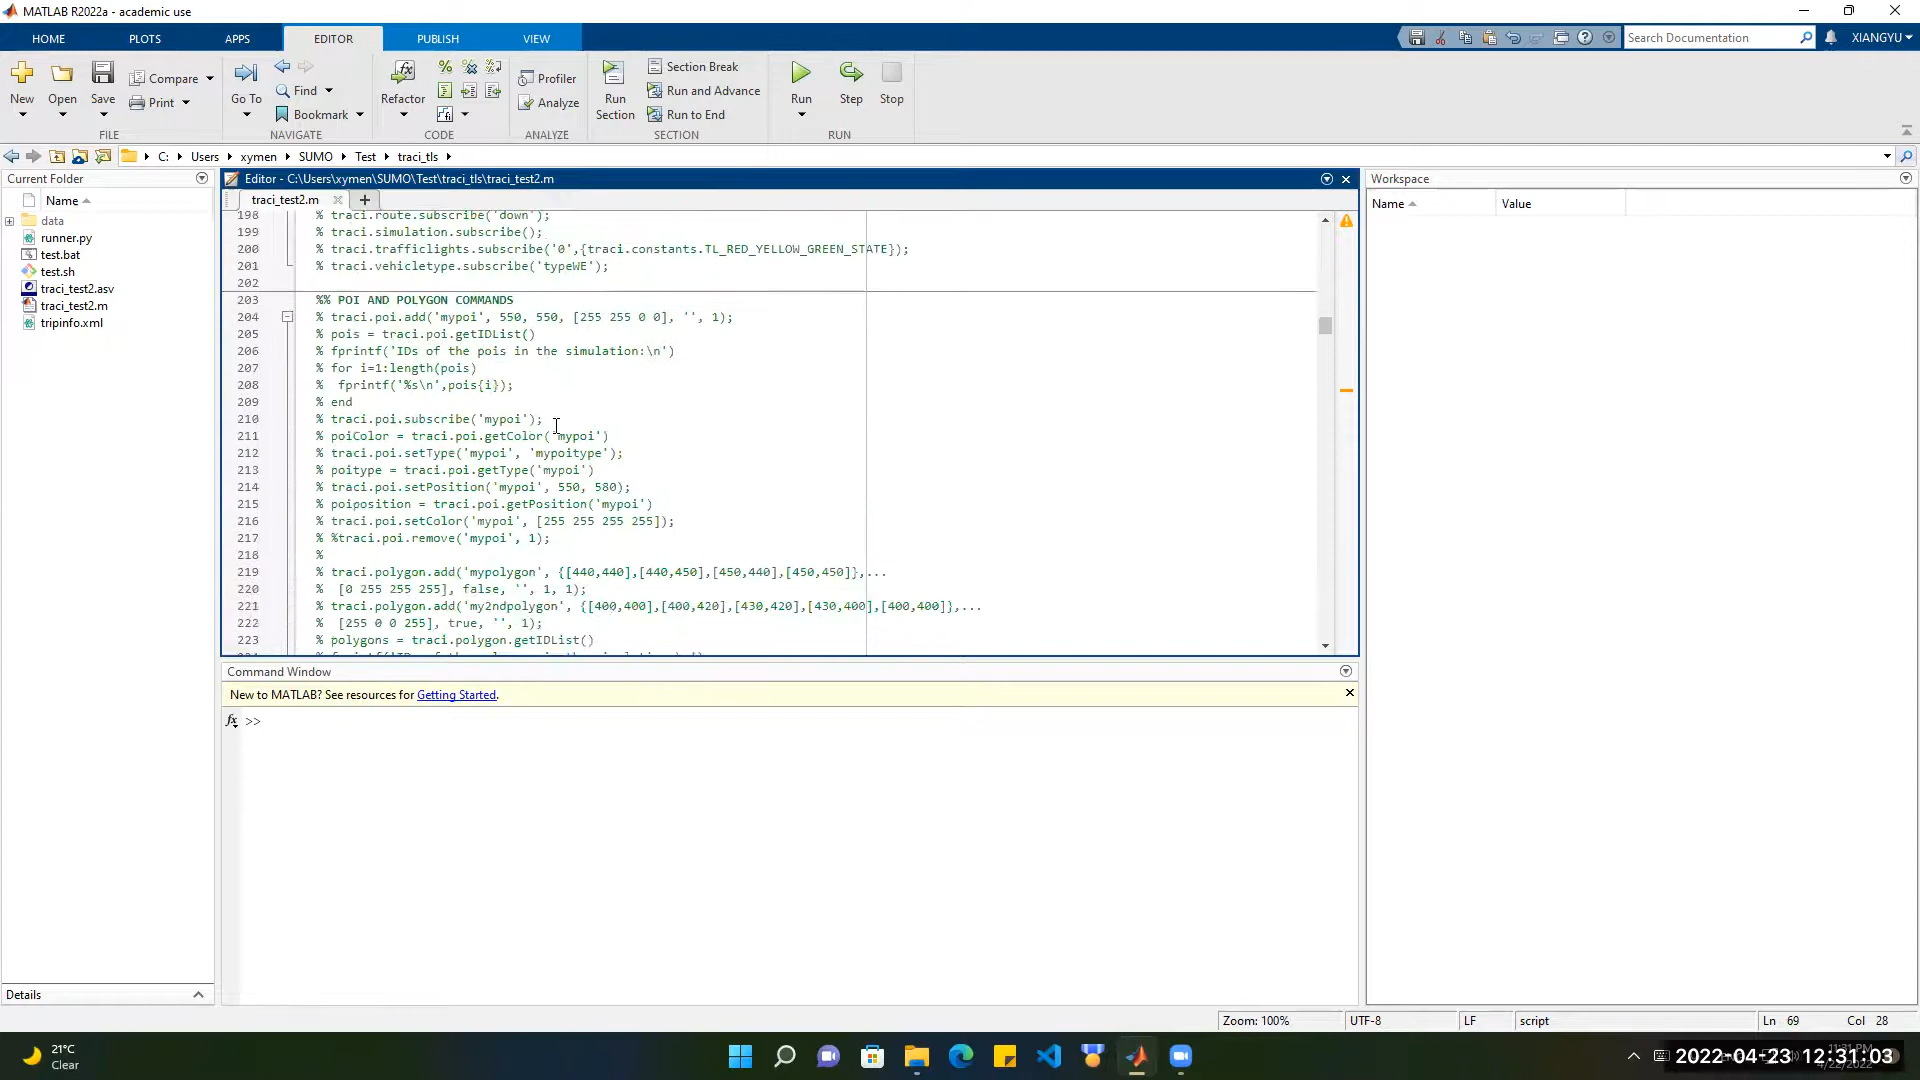 MATLAB R2022a - academic use
HOME PLOTS APPS EDITOR PUBLISH VIEW
Search Documentation
XIANGYU
New Open Save Compare Print
Go To Find Bookmark
Refactor
Profiler Analyze
Run Section
Section Break
Run and Advance
Run to End
Run Step Stop
FILE NAVIGATE CODE ANALYZE SECTION RUN
C: Users xymen SUMO Test traci_tls
Current Folder
Name
data
runner.py
test.bat
test.sh
traci_test2.asv
traci_test2.m
tripinfo.xml
Details
Editor - C:\Users\xymen\SUMO\Test\traci_tls\traci_test2.m
traci_test2.m
198 % traci.route.subscribe('down');
199 % traci.simulation.subscribe();
200 % traci.trafficlights.subscribe('0',{traci.constants.TL_RED_YELLOW_GREEN_STATE});
201 % traci.vehicletype.subscribe('typeWE');
202
203 %% POI AND POLYGON COMMANDS
204 % traci.poi.add('mypoi', 550, 550, [255 255 0 0], '', 1);
205 % pois = traci.poi.getIDList()
206 % fprintf('IDs of the pois in the simulation:\n')
207 % for i=1:length(pois)
208 %  fprintf('%s\n',pois{i});
209 % end
210 % traci.poi.subscribe('mypoi');
211 % poiColor = traci.poi.getColor('mypoi')
212 % traci.poi.setType('mypoi', 'mypoitype');
213 % poitype = traci.poi.getType('mypoi')
214 % traci.poi.setPosition('mypoi', 550, 580);
215 % poiposition = traci.poi.getPosition('mypoi')
216 % traci.poi.setColor('mypoi', [255 255 255 255]);
217 % %traci.poi.remove('mypoi', 1);
218 %
219 % traci.polygon.add('mypolygon', {[440,440],[440,450],[450,440],[450,450]},...
220 %  [0 255 255 255], false, '', 1, 1);
221 % traci.polygon.add('my2ndpolygon', {[400,400],[400,420],[430,420],[430,400],[400,400]},...
222 %  [255 0 0 255], true, '', 1);
223 % polygons = traci.polygon.getIDList()
Command Window
New to MATLAB? See resources for Getting Started.
fx >>
Workspace
Name Value
Zoom: 100% UTF-8 LF script Ln 69 Col 28
21°C
Clear
2022-04-23 12:31:03